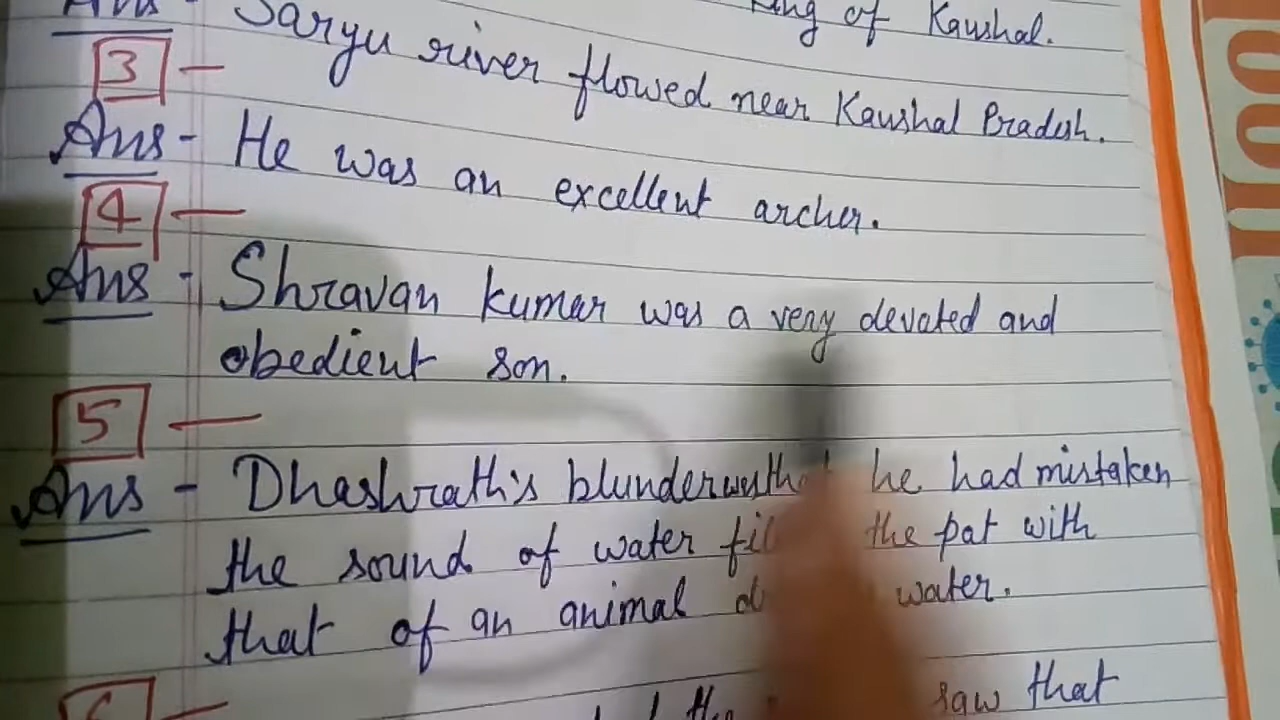 King of Kaushal.
Ans - Saryu river flowed near Kaushal Pradesh.
3 -
Ans - He was an excellent archer.
4 -
Ans - Shravan kumar was a very devoted and
obedient son.
5 -
Ans - Dhashrath's blunder was that he had mistaken
the sound of water the pat with
that of an animal water.
6 -
saw that